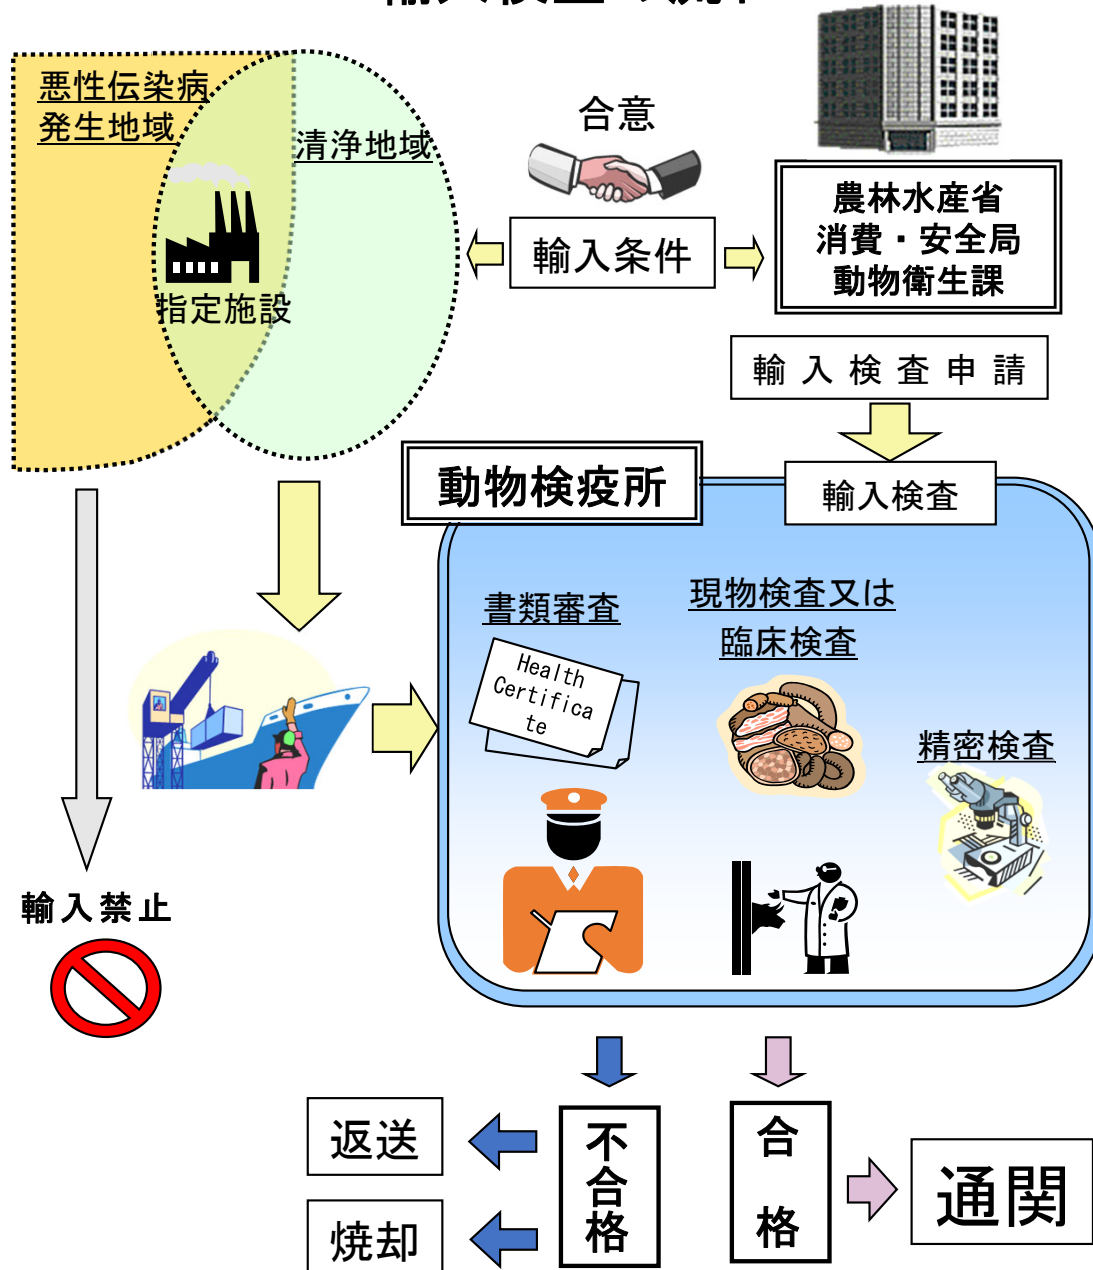 悪性伝染病
発生地域
清浄地域
指定施設
合意
輸入条件
農林水産省
消費・安全局
動物衛生課
輸入検査申請
動物検疫所
輸入検査
書類審査
Health
Certifica
te
現物検査又は
臨床検査
精密検査
輸入禁止
不合格
合格
返送
焼却
通関